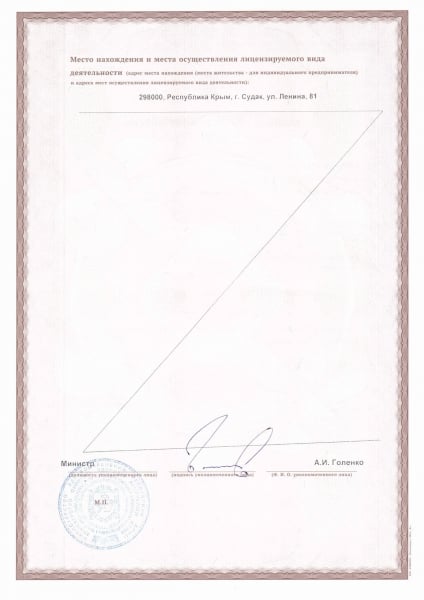 Место нахождения и места осуществления лицензируемого вида
деятельности (адрес места нахождения (места жительства - для индивидуального предпринимателя)
и адреса мест осуществления лицензируемого вида деятельности):
298000, Республика Крым, г. Судак, ул. Ленина, 81
Министр А.И. Голенко
(должность уполномоченного лица) (подпись уполномоченного лица) (Ф. И. О. уполномоченного лица)
М.П.